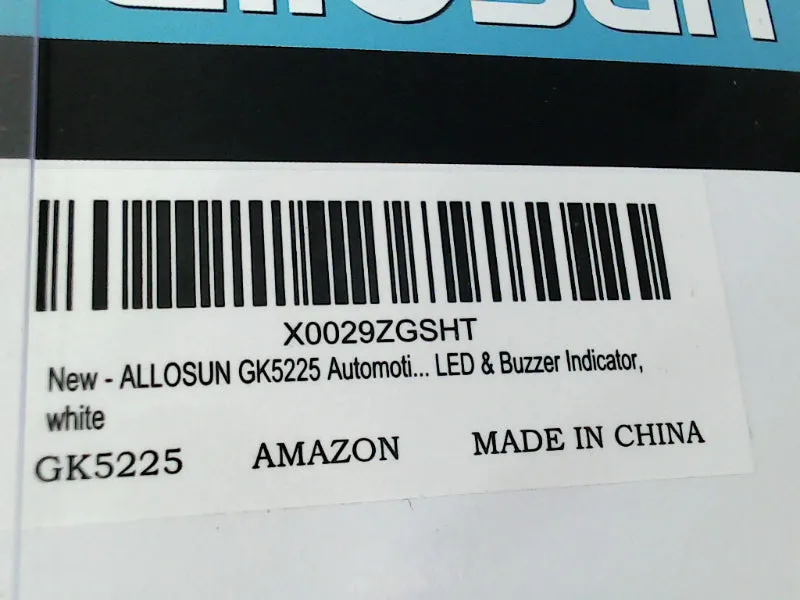 X0029ZGSHT
New - ALLOSUN GK5225 Automoti... LED & Buzzer Indicator,
white
GK5225 AMAZON MADE IN CHINA